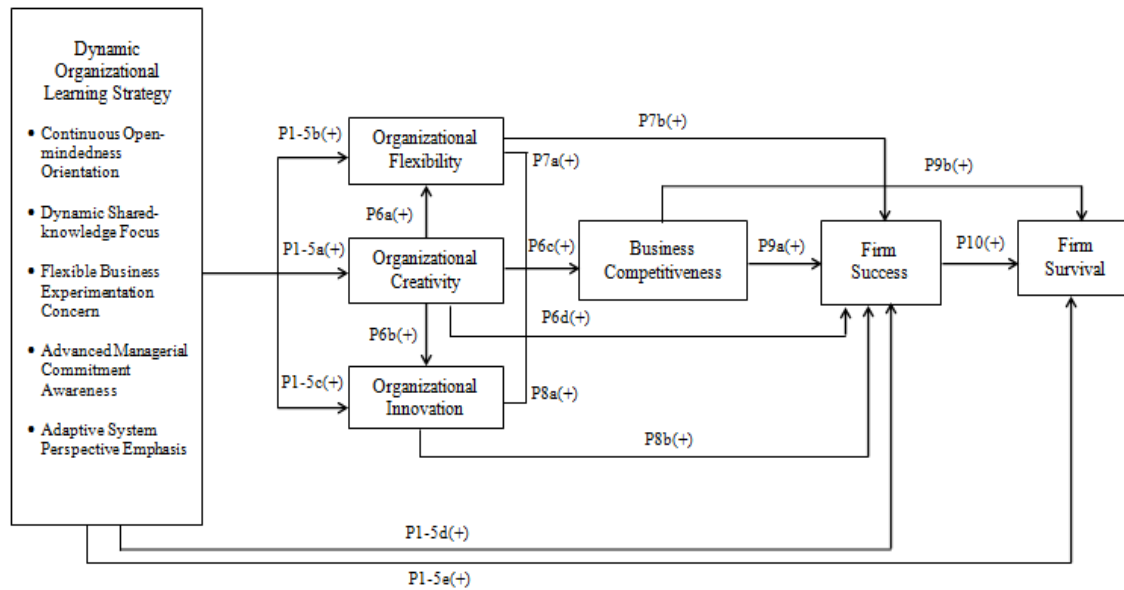 Dynamic
Organizational
Learning Strategy
• Continuous Open-
mindedness
Orientation
• Dynamic Shared-
knowledge Focus
• Flexible Business
Experimentation
Concern
• Advanced Managerial
Commitment
Awareness
• Adaptive System
Perspective Emphasis
P1-5b(+)
Organizational
Flexibility
P7b(+)
P7a(+)
P9b(+)
P6a(+)
P1-5a(+)
Organizational
Creativity
P6c(+)
Business
Competitiveness
P9a(+)
Firm
Success
P10(+)
Firm
Survival
P6d(+)
P6b(+)
P1-5c(+)
Organizational
Innovation
P8a(+)
P8b(+)
P1-5d(+)
P1-5e(+)